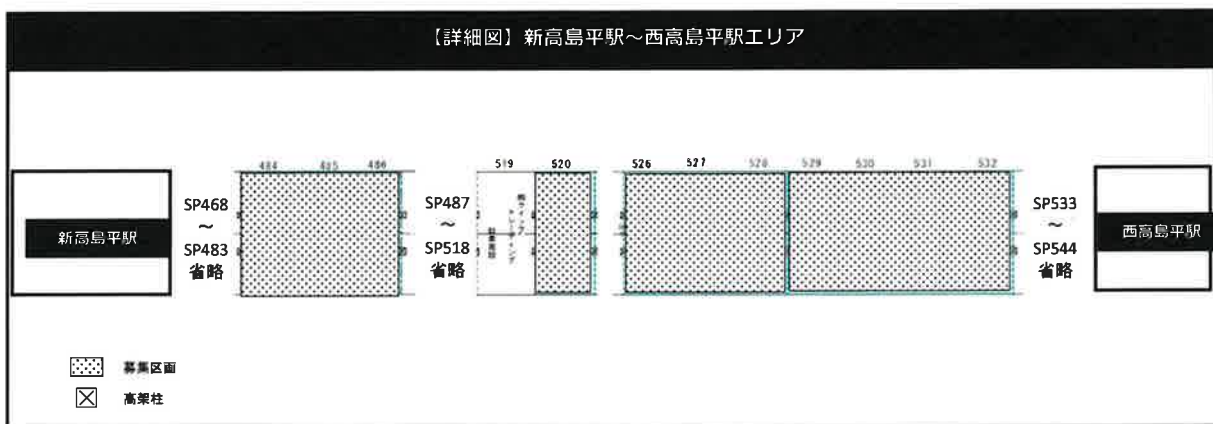 【詳細図】新高島平駅～西高島平駅エリア
484 485 486 519 520 526 527 528 529 530 531 532
新高島平駅
SP468
～
SP483
省略
SP487
～
SP518
省略
SP533
～
SP544
省略
西高島平駅
募集区画
高架柱